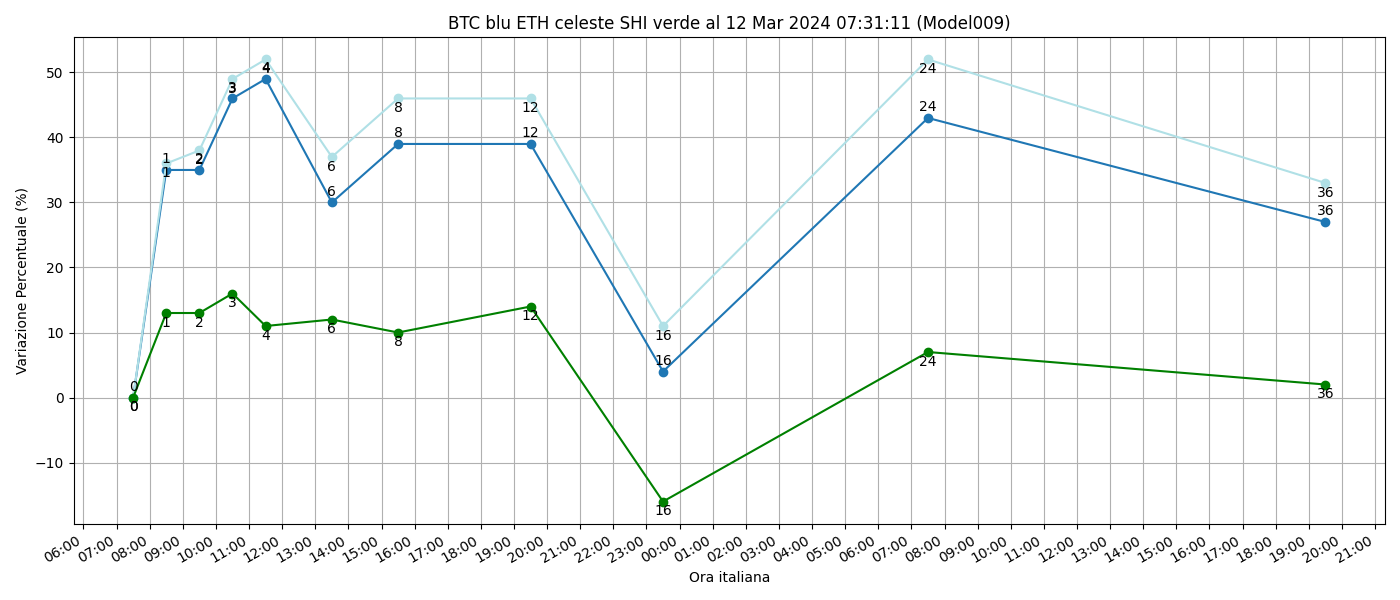 BTC blu ETH celeste SHI verde al 12 Mar 2024 07:31:11 (Model009)
Variazione Percentuale (%)
50
40
30
20
10
0
−10
0 1 2 3 4 6 8 12 16 24 36
0 1 2 3 4 6 8 12 16 24 36
0 1 2 3 4 6 8 12 16 24 36
06:00 07:00 08:00 09:00 10:00 11:00 12:00 13:00 14:00 15:00 16:00 17:00 18:00 19:00 20:00 21:00 22:00 23:00 00:00 01:00 02:00 03:00 04:00 05:00 06:00 07:00 08:00 09:00 10:00 11:00 12:00 13:00 14:00 15:00 16:00 17:00 18:00 19:00 20:00 21:00
Ora italiana